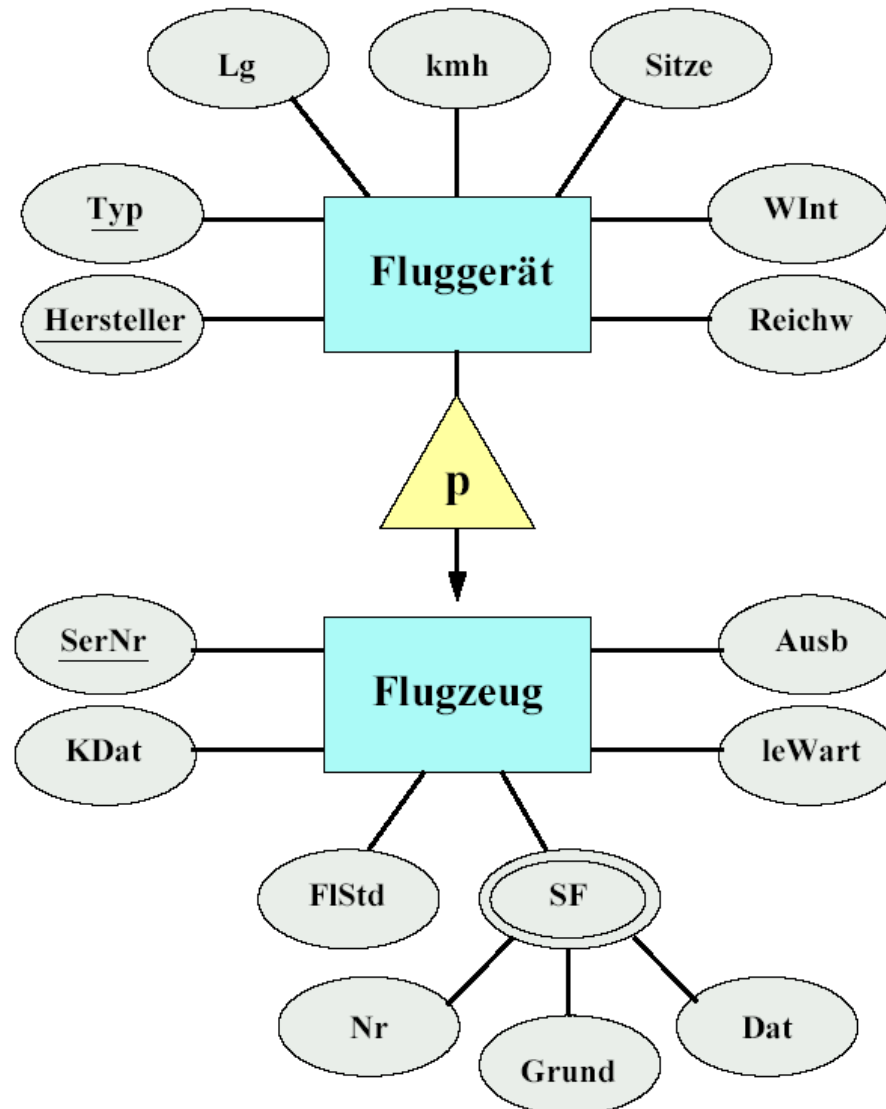 Lg
kmh
Sitze
Typ
WInt
Fluggerät
Hersteller
Reichw
p
SerNr
Ausb
Flugzeug
KDat
leWart
FlStd
SF
Nr
Grund
Dat